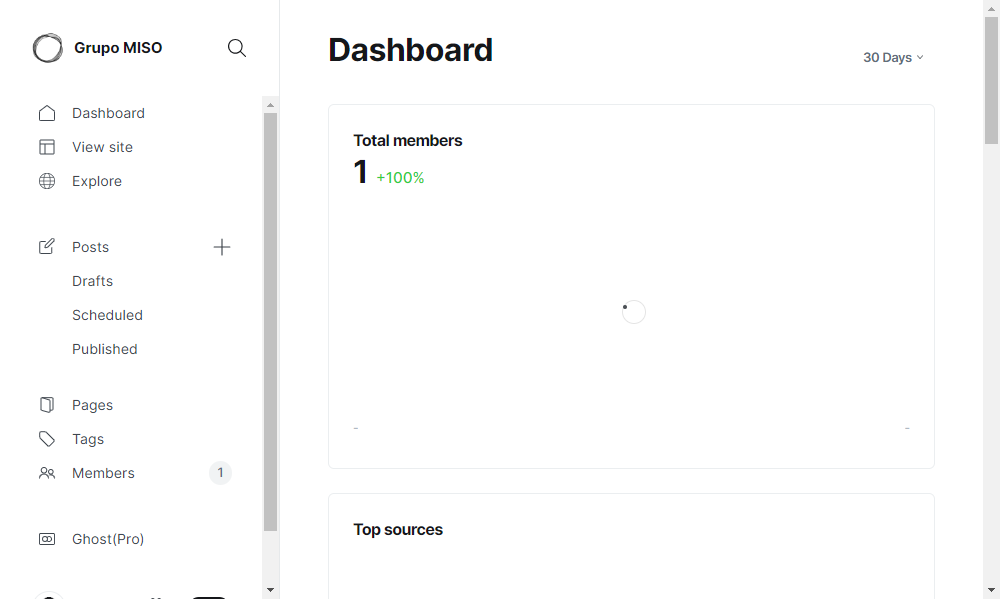 Grupo MISO
Dashboard
View site
Explore
Posts
Drafts
Scheduled
Published
Pages
Tags
Members 1
Ghost(Pro)
Dashboard
30 Days
Total members
1 +100%
- -
Top sources